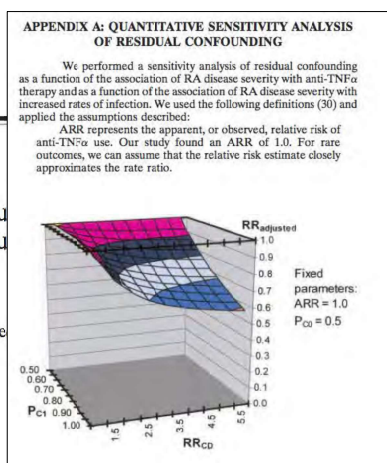 APPENDIX A: QUANTITATIVE SENSITIVITY ANALYSIS
OF RESIDUAL CONFOUNDING
We performed a sensitivity analysis of residual confounding
as a function of the association of RA disease severity with anti-TNFα
therapy and as a function of the association of RA disease severity with
increased rates of infection. We used the following definitions (30) and
applied the assumptions described:
ARR represents the apparent, or observed, relative risk of
anti-TNFα use. Our study found an ARR of 1.0. For rare
outcomes, we can assume that the relative risk estimate closely
approximates the rate ratio.
RRadjusted
1.0
0.9
0.8
0.7
0.6
0.5
0.4
0.3
0.2
0.1
0.0
Fixed
parameters:
ARR = 1.0
PC0 = 0.5
0.50
0.60
0.70
0.80
0.90
1.00
PC1
1.5
2.5
3.5
4.5
5.5
RRCD